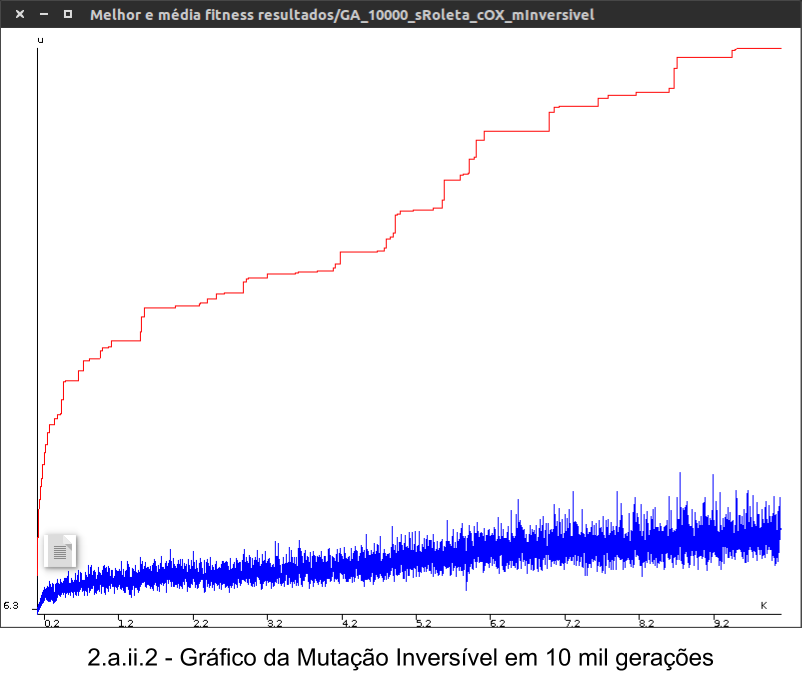 Melhor e média fitness resultados/GA_10000_sRoleta_cOX_mInversivel
u
6.3
K
0.2 1.2 2.2 3.2 4.2 5.2 6.2 7.2 8.2 9.2
2.a.ii.2 - Gráfico da Mutação Inversível em 10 mil gerações